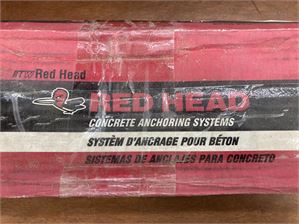 ITW Red Head
RED HEAD
CONCRETE ANCHORING SYSTEMS
SYSTÈM D'ANCRAGE POUR BÉTON
SISTEMAS DE ANCLAJES PARA CONCRETO